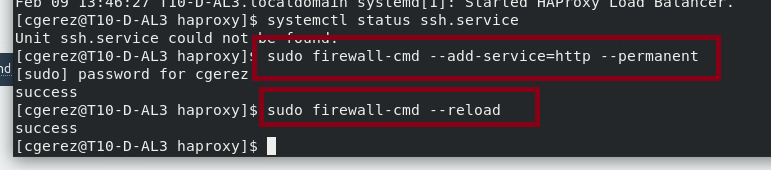 Feb 09 13:46:27 T10-D-AL3.localdomain systemd[1]: Started HAProxy Load Balancer.
[cgerez@T10-D-AL3 haproxy]$ systemctl status ssh.service
Unit ssh.service could not be found.
[cgerez@T10-D-AL3 haproxy]$ sudo firewall-cmd --add-service=http --permanent
[sudo] password for cgerez
success
[cgerez@T10-D-AL3 haproxy]$ sudo firewall-cmd --reload
success
[cgerez@T10-D-AL3 haproxy]$